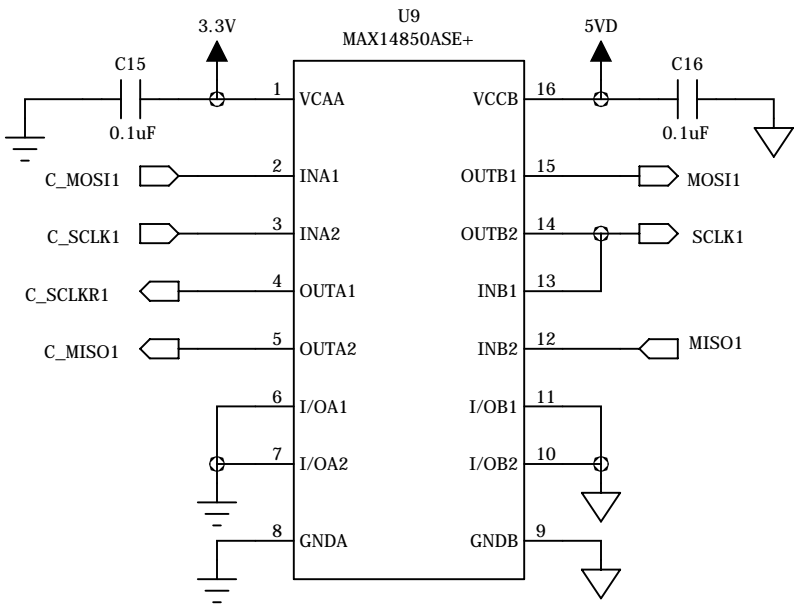 U9
MAX14850ASE+
3.3V
5VD
C15
C16
0.1uF
0.1uF
1 VCAA
VCCB 16
C_MOSI1 2 INA1
OUTB1 15 MOSI1
C_SCLK1 3 INA2
OUTB2 14 SCLK1
C_SCLKR1 4 OUTA1
INB1 13
C_MISO1 5 OUTA2
INB2 12 MISO1
6 I/OA1
I/OB1 11
7 I/OA2
I/OB2 10
8 GNDA
GNDB 9